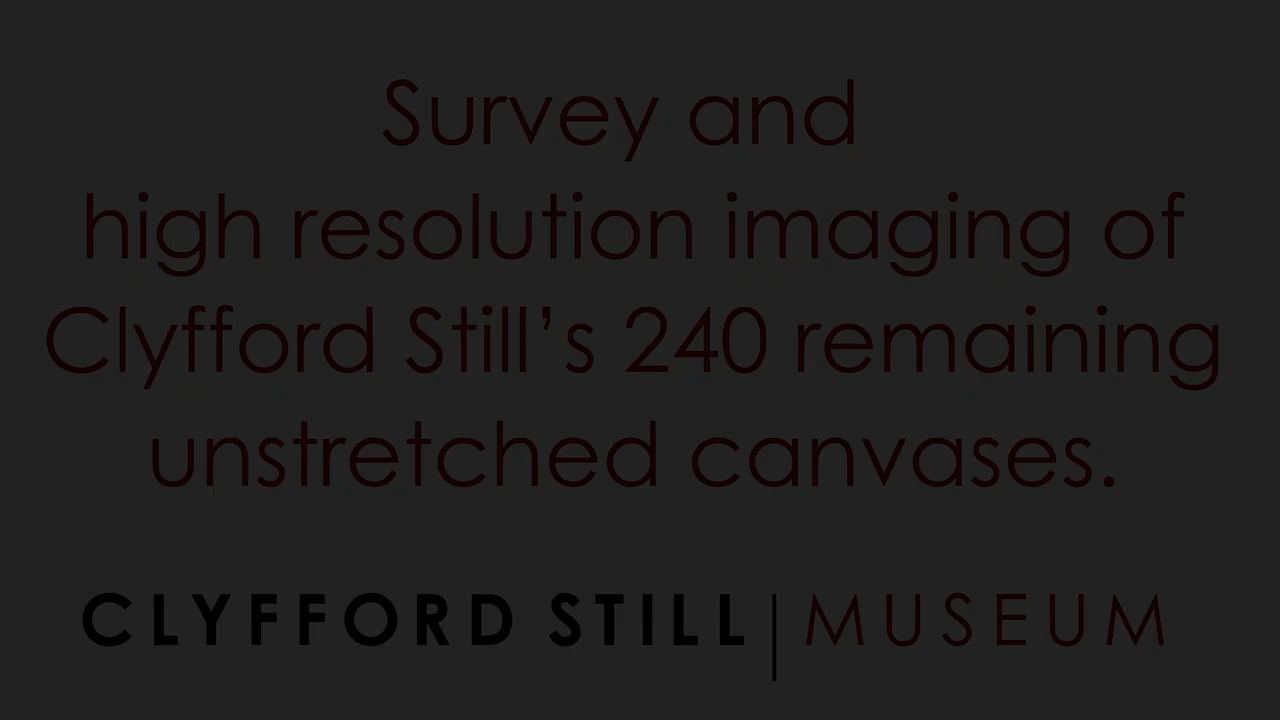 Survey and
high resolution imaging of
Clyfford Still’s 240 remaining
unstretched canvases.
CLYFFORD STILL | MUSEUM